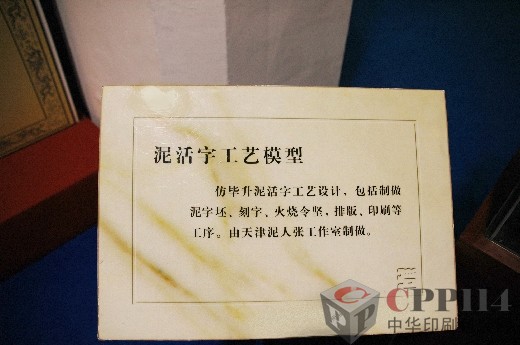 泥活字工艺模型
仿毕升泥活字工艺设计，包括制做
泥字坯、刻字、火烧令坚，排版、印刷等
工序。由天津泥人张工作室制做。
CPP114
中华印刷